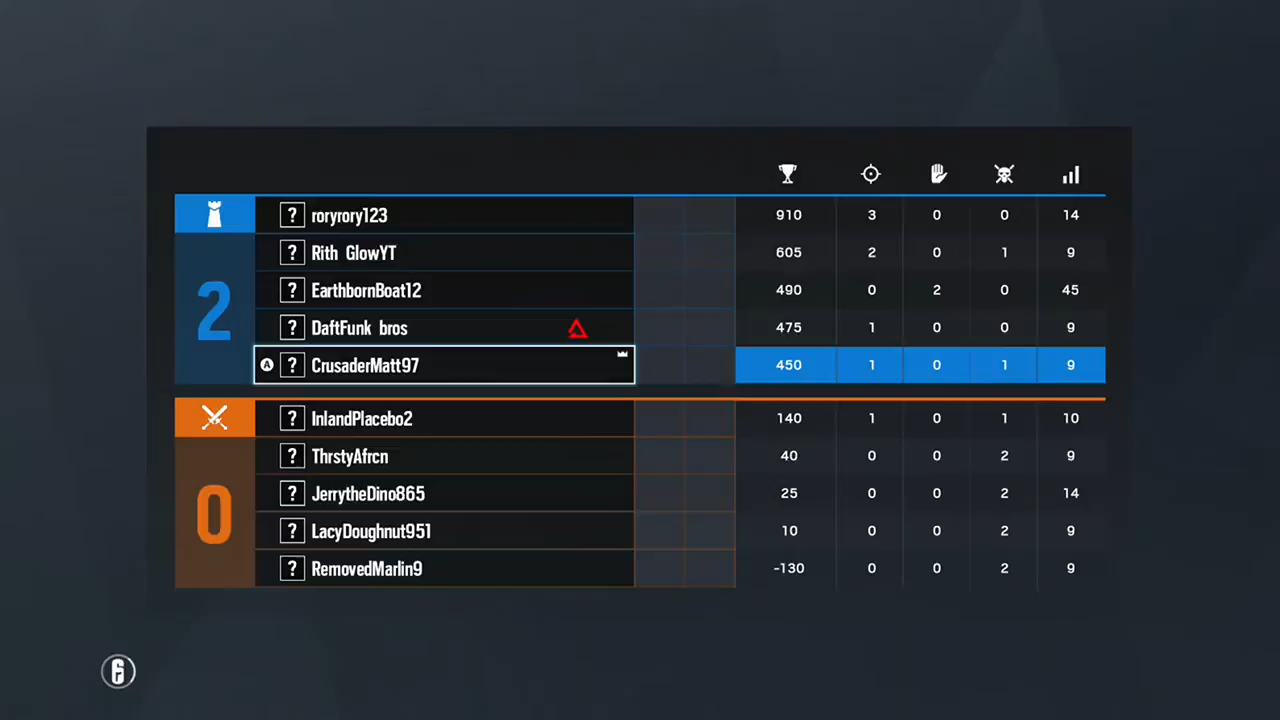 ? roryrory123 910 3 0 0 14
? Rith GlowYT 605 2 0 1 9
2
? EarthbornBoat12 490 0 2 0 45
? DaftFunk bros 475 1 0 0 9
A ? CrusaderMatt97 450 1 0 1 9
? InlandPlacebo2 140 1 0 1 10
? ThrstyAfrcn 40 0 0 2 9
? JerrytheDino865 25 0 0 2 14
0
? LacyDoughnut951 10 0 0 2 9
? RemovedMarlin9 -130 0 0 2 9
6